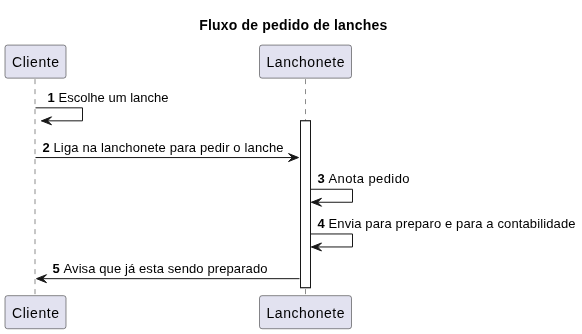 Fluxo de pedido de lanches
Cliente Lanchonete
1 Escolhe um lanche
2 Liga na lanchonete para pedir o lanche
3 Anota pedido
4 Envia para preparo e para a contabilidade
5 Avisa que já esta sendo preparado
Cliente Lanchonete